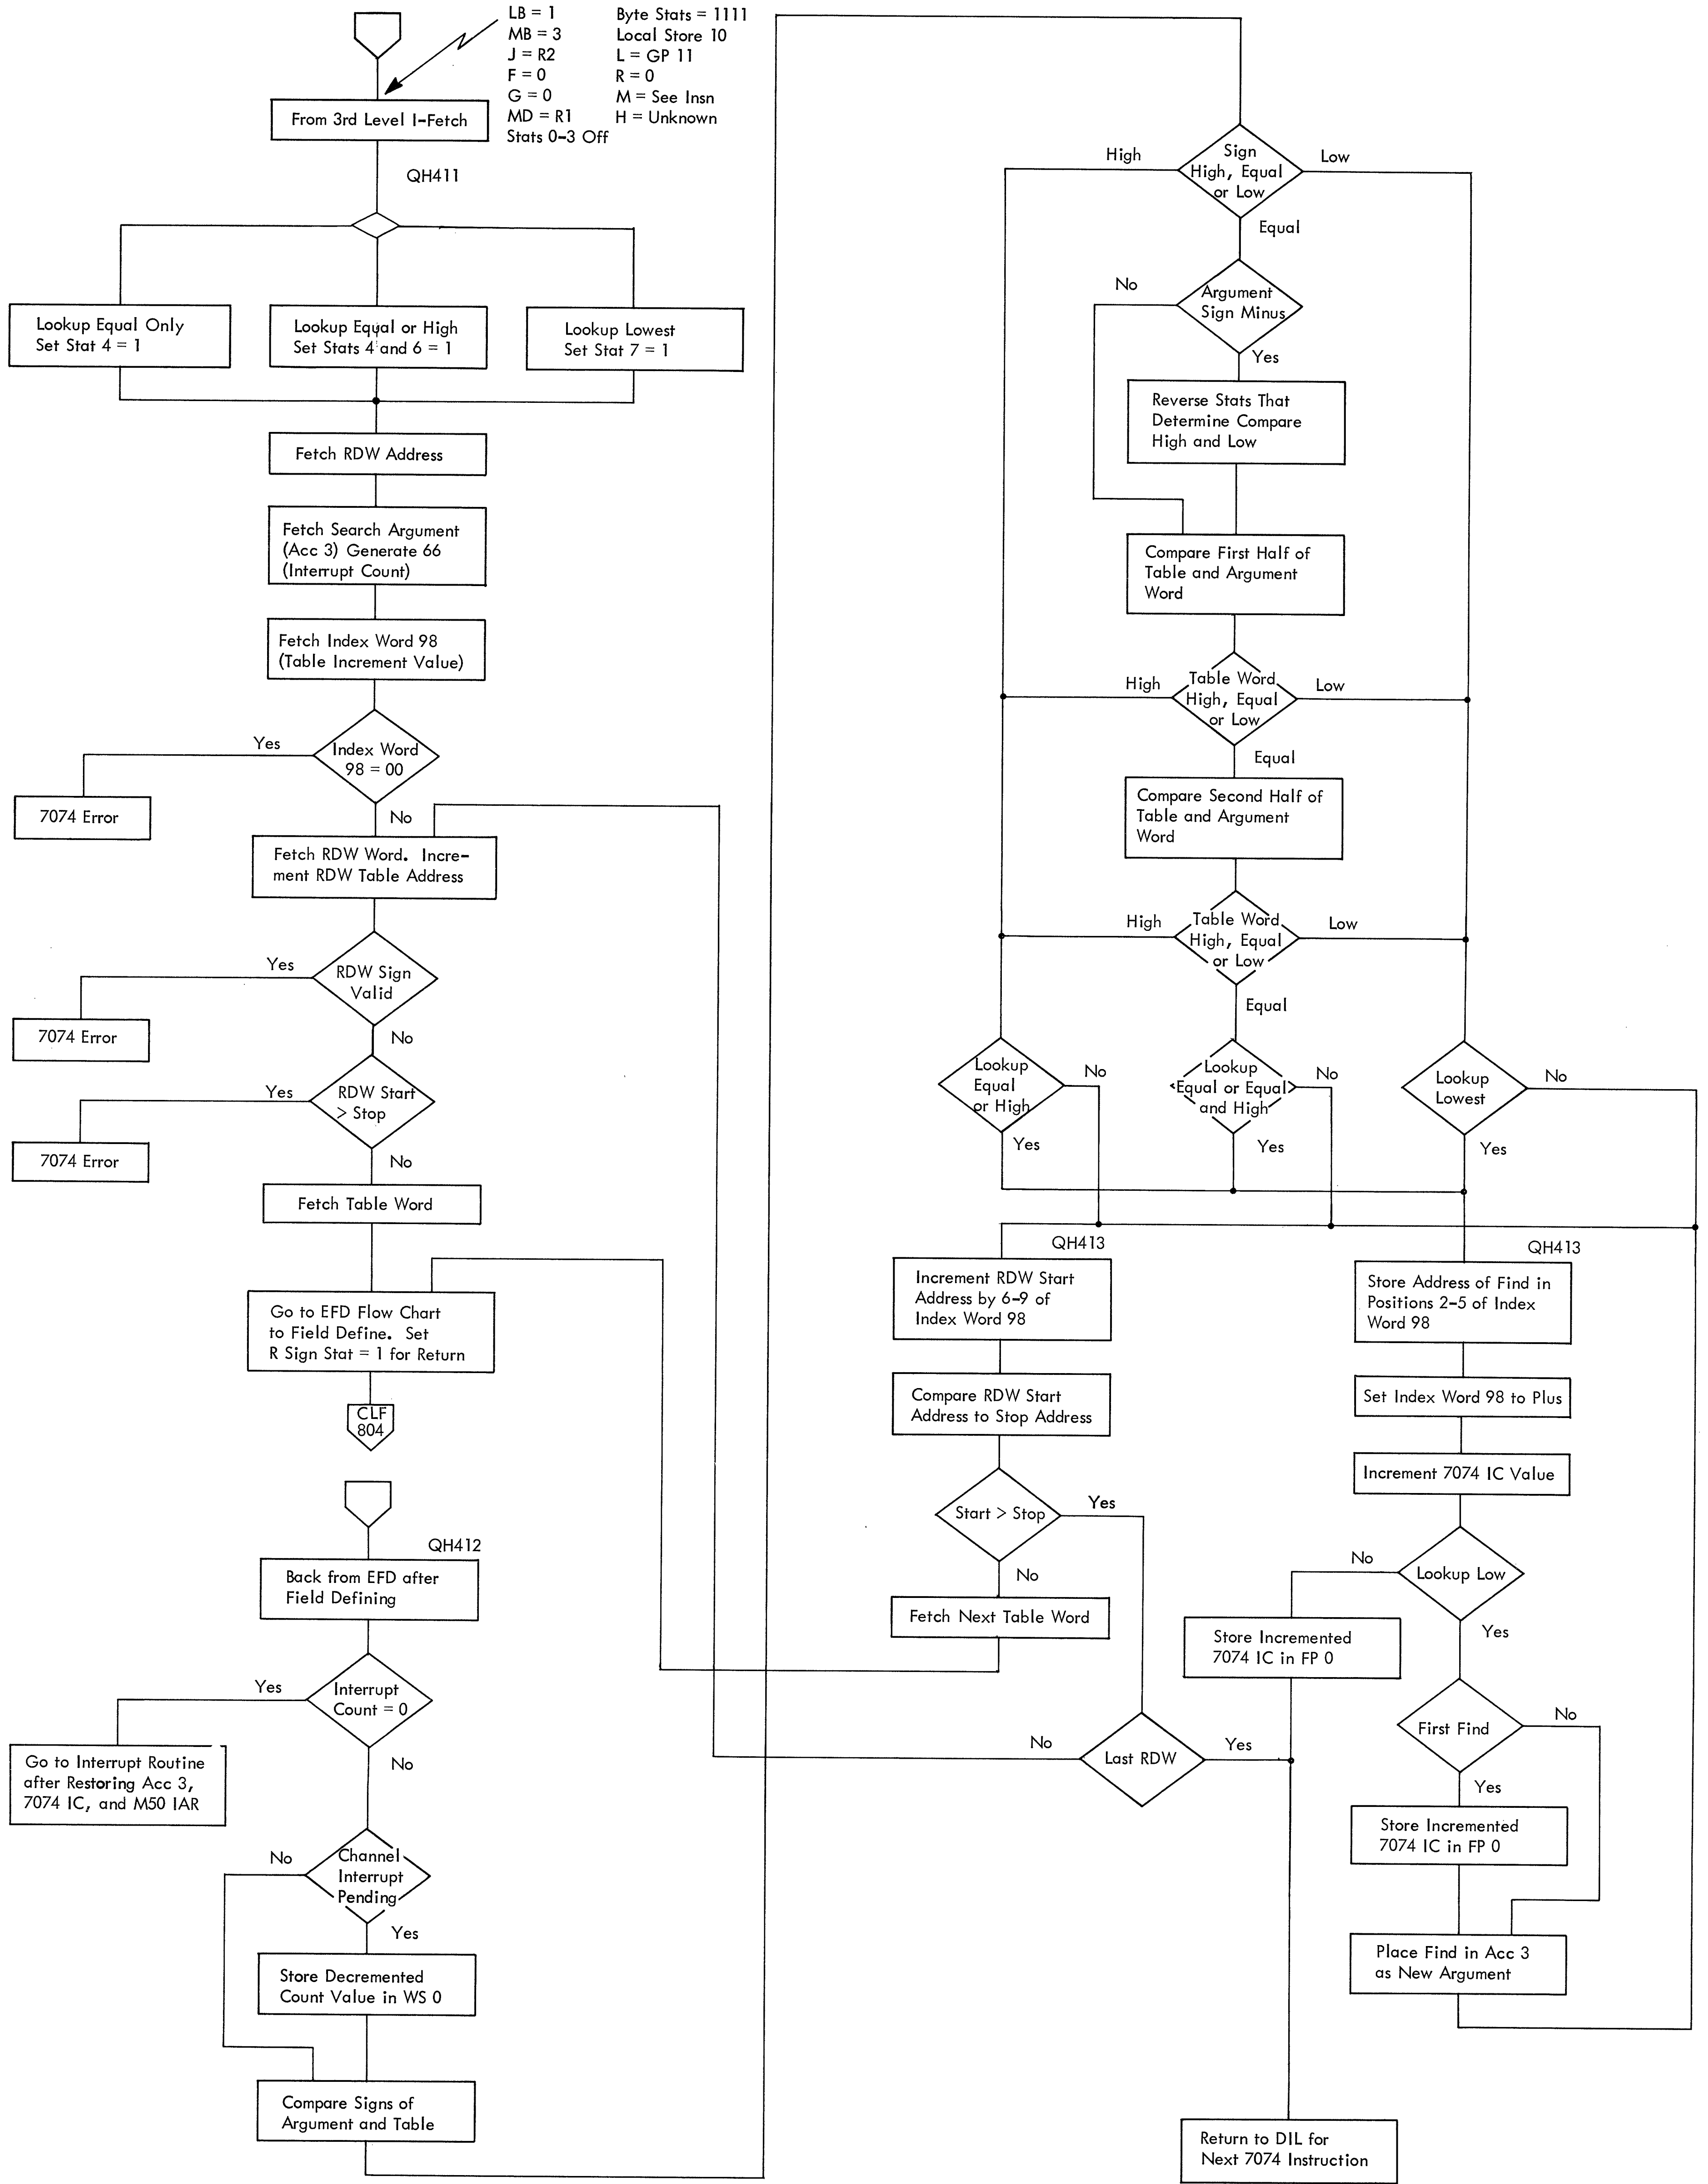 LB = 1
MB = 3
J = R2
F = 0
G = 0
MD = R1
Stats 0-3 Off
Byte Stats = 1111
Local Store 10
L = GP 11
R = 0
M = See Insn
H = Unknown
From 3rd Level I-Fetch
QH411
Lookup Equal Only
Set Stat 4 = 1
Lookup Equal or High
Set Stats 4 and 6 = 1
Lookup Lowest
Set Stat 7 = 1
Fetch RDW Address
Fetch Search Argument
(Acc 3) Generate 66
(Interrupt Count)
Fetch Index Word 98
(Table Increment Value)
Yes
Index Word
98 = 00
7074 Error
No
Fetch RDW Word. Incre-
ment RDW Table Address
Yes
RDW Sign
Valid
7074 Error
No
Yes
RDW Start
> Stop
7074 Error
No
Fetch Table Word
Go to EFD Flow Chart
to Field Define. Set
R Sign Stat = 1 for Return
CLF
804
QH412
Back from EFD after
Field Defining
Yes
Interrupt
Count = 0
Go to Interrupt Routine
after Restoring Acc 3,
7074 IC, and M50 IAR
No
No
Channel
Interrupt
Pending
Yes
Store Decremented
Count Value in WS 0
Compare Signs of
Argument and Table
High
Sign
High, Equal
or Low
Low
Equal
No
Argument
Sign Minus
Yes
Reverse Stats That
Determine Compare
High and Low
Compare First Half of
Table and Argument
Word
High
Table Word
High, Equal
or Low
Low
Equal
Compare Second Half of
Table and Argument
Word
High
Table Word
High, Equal
or Low
Low
Equal
Lookup
Equal
or High
No
Yes
Lookup
Equal or Equal
and High
No
Yes
Lookup
Lowest
No
Yes
QH413
Increment RDW Start
Address by 6-9 of
Index Word 98
Compare RDW Start
Address to Stop Address
Start > Stop
Yes
No
Fetch Next Table Word
No
Last RDW
Yes
QH413
Store Address of Find in
Positions 2-5 of Index
Word 98
Set Index Word 98 to Plus
Increment 7074 IC Value
No
Lookup Low
Yes
Store Incremented
7074 IC in FP 0
First Find
No
Yes
Store Incremented
7074 IC in FP 0
Place Find in Acc 3
as New Argument
Return to DIL for
Next 7074 Instruction